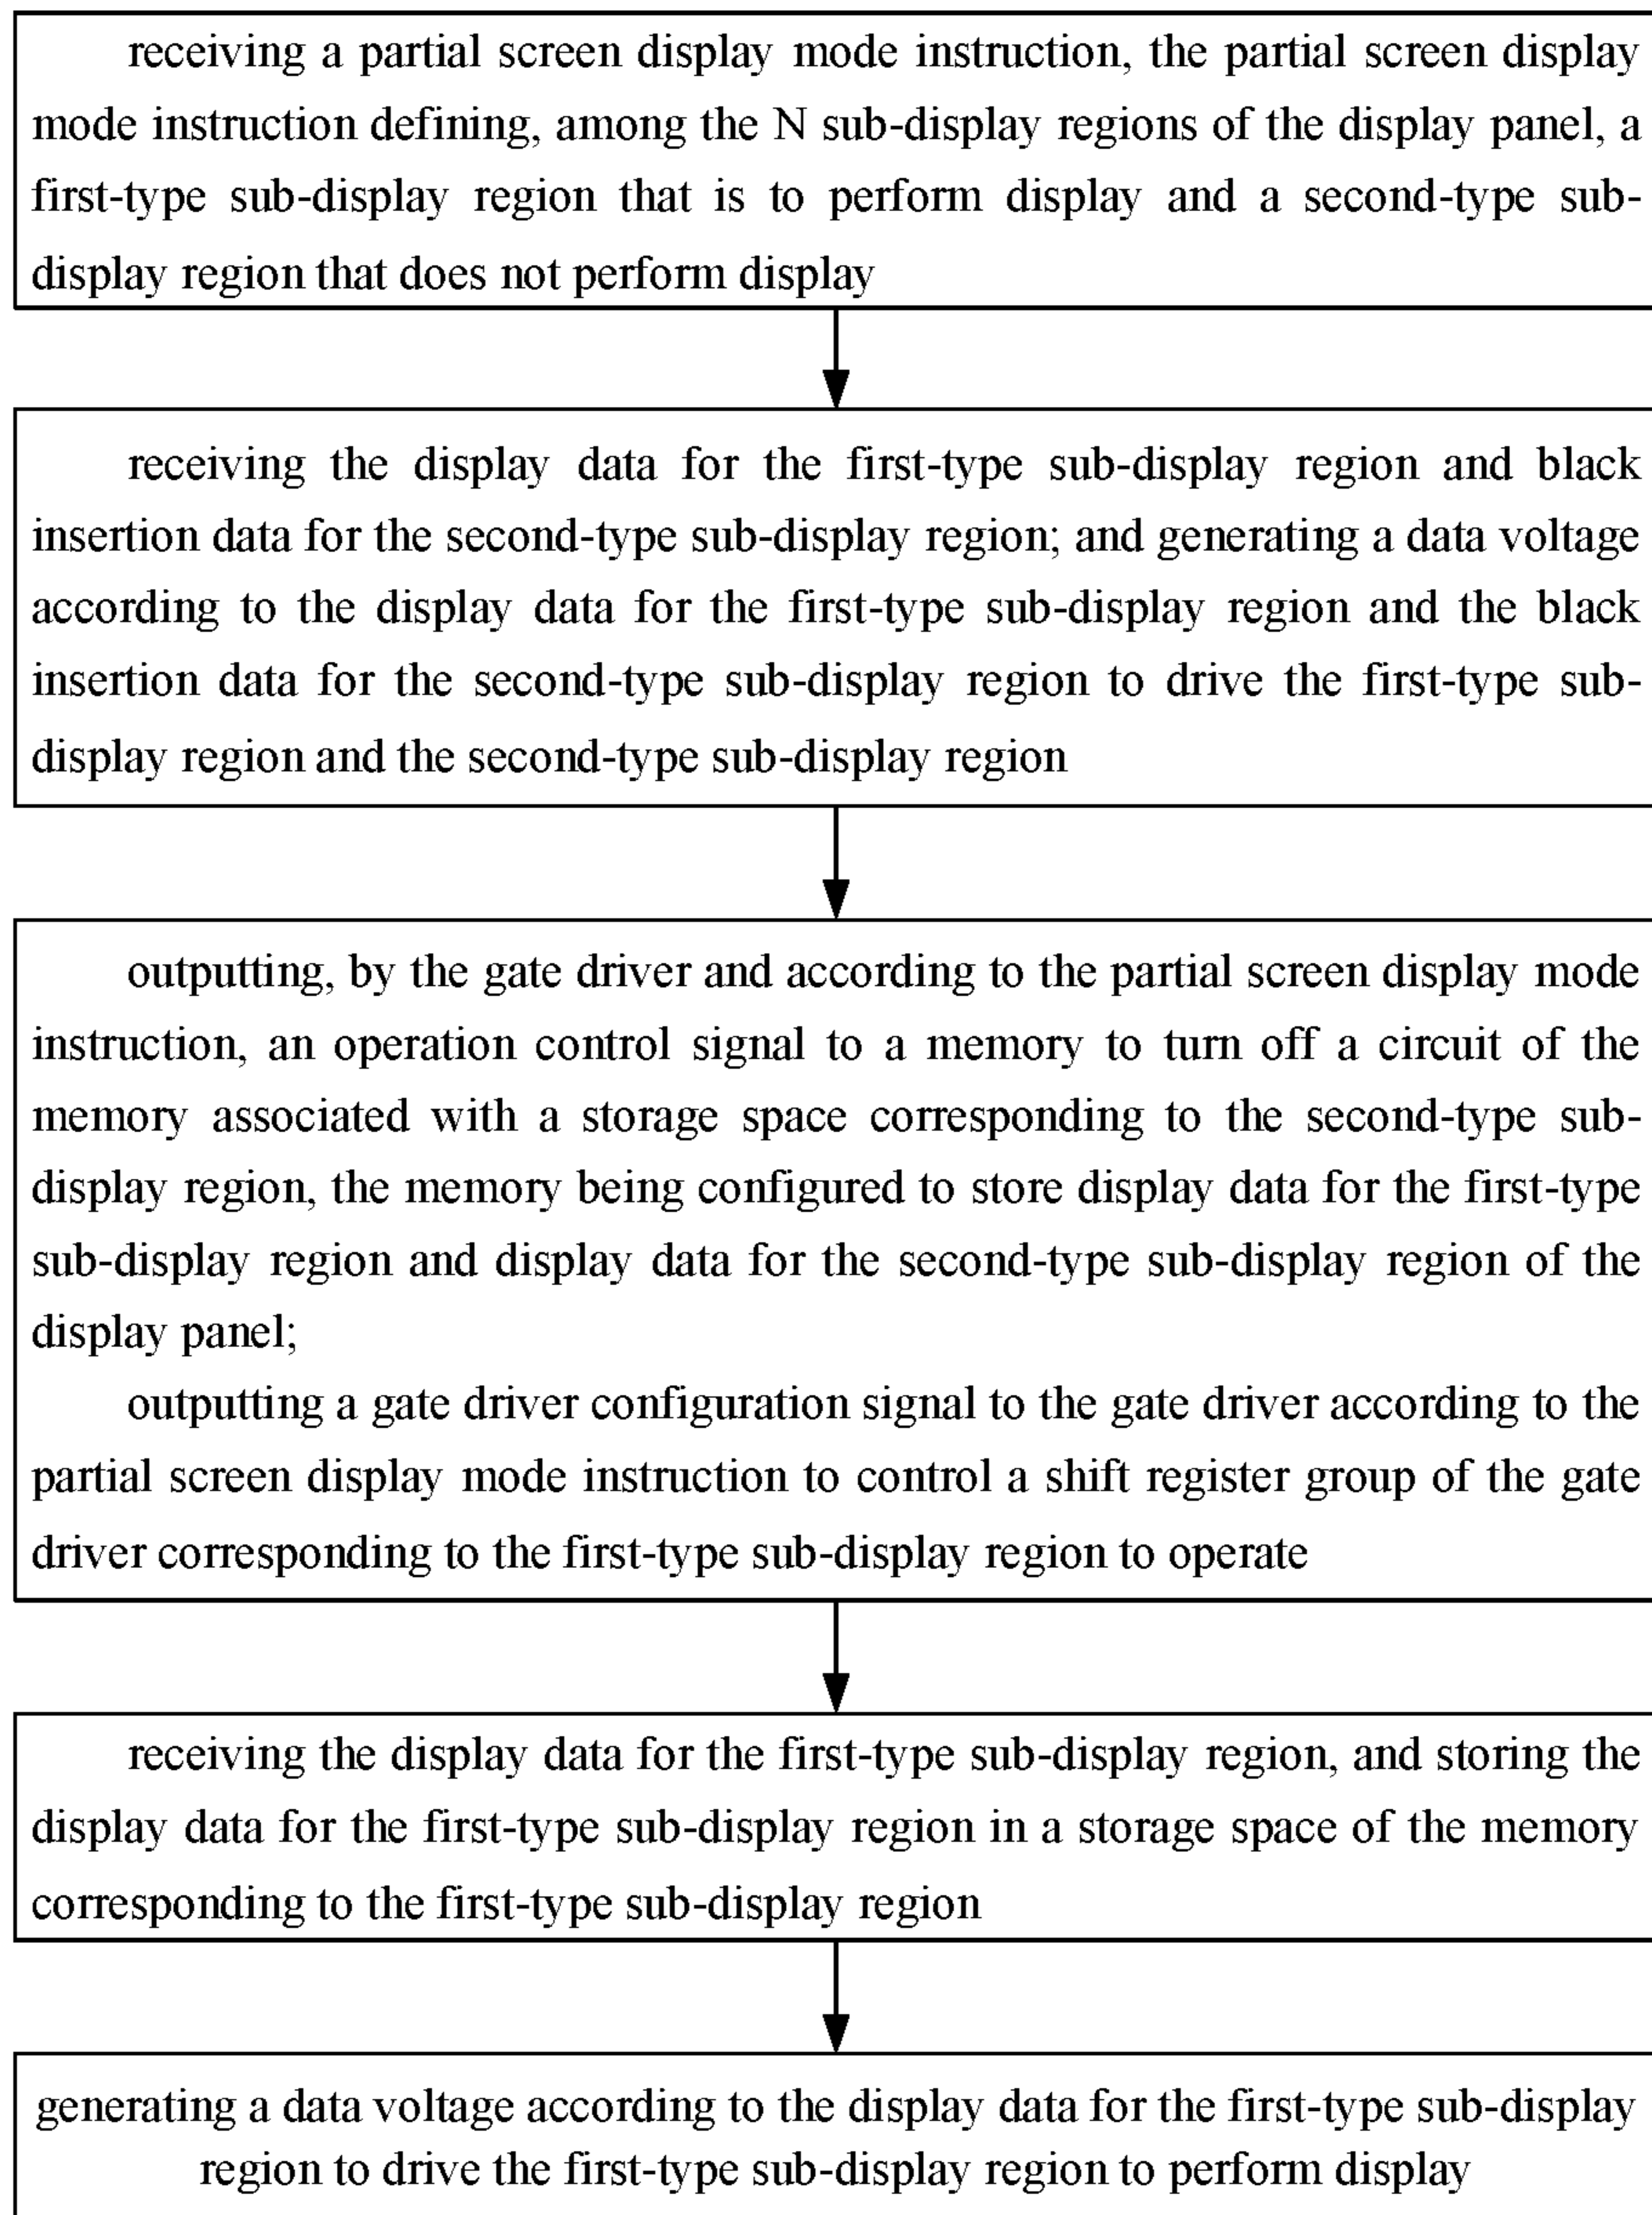 receiving a partial screen display mode instruction, the partial screen display
mode instruction defining, among the N sub-display regions of the display panel, a
first-type sub-display region that is to perform display and a second-type sub-
display region that does not perform display
receiving the display data for the first-type sub-display region and black
insertion data for the second-type sub-display region; and generating a data voltage
according to the display data for the first-type sub-display region and the black
insertion data for the second-type sub-display region to drive the first-type sub-
display region and the second-type sub-display region
outputting, by the gate driver and according to the partial screen display mode
instruction, an operation control signal to a memory to turn off a circuit of the
memory associated with a storage space corresponding to the second-type sub-
display region, the memory being configured to store display data for the first-type
sub-display region and display data for the second-type sub-display region of the
display panel;
outputting a gate driver configuration signal to the gate driver according to the
partial screen display mode instruction to control a shift register group of the gate
driver corresponding to the first-type sub-display region to operate
receiving the display data for the first-type sub-display region, and storing the
display data for the first-type sub-display region in a storage space of the memory
corresponding to the first-type sub-display region
generating a data voltage according to the display data for the first-type sub-display
region to drive the first-type sub-display region to perform display